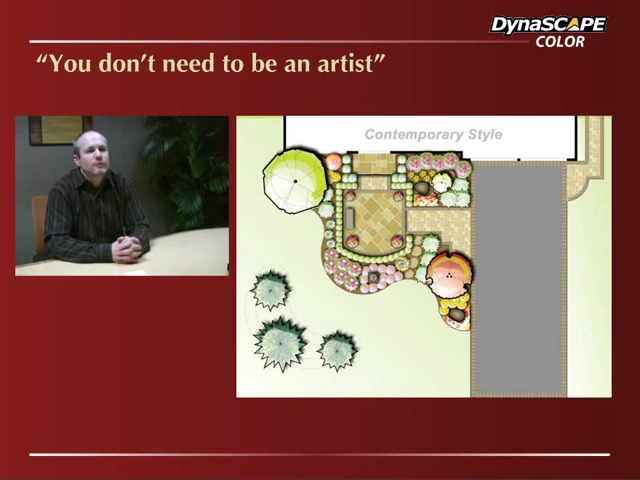 DynaSCAPE
COLOR
“You don’t need to be an artist”
Contemporary Style